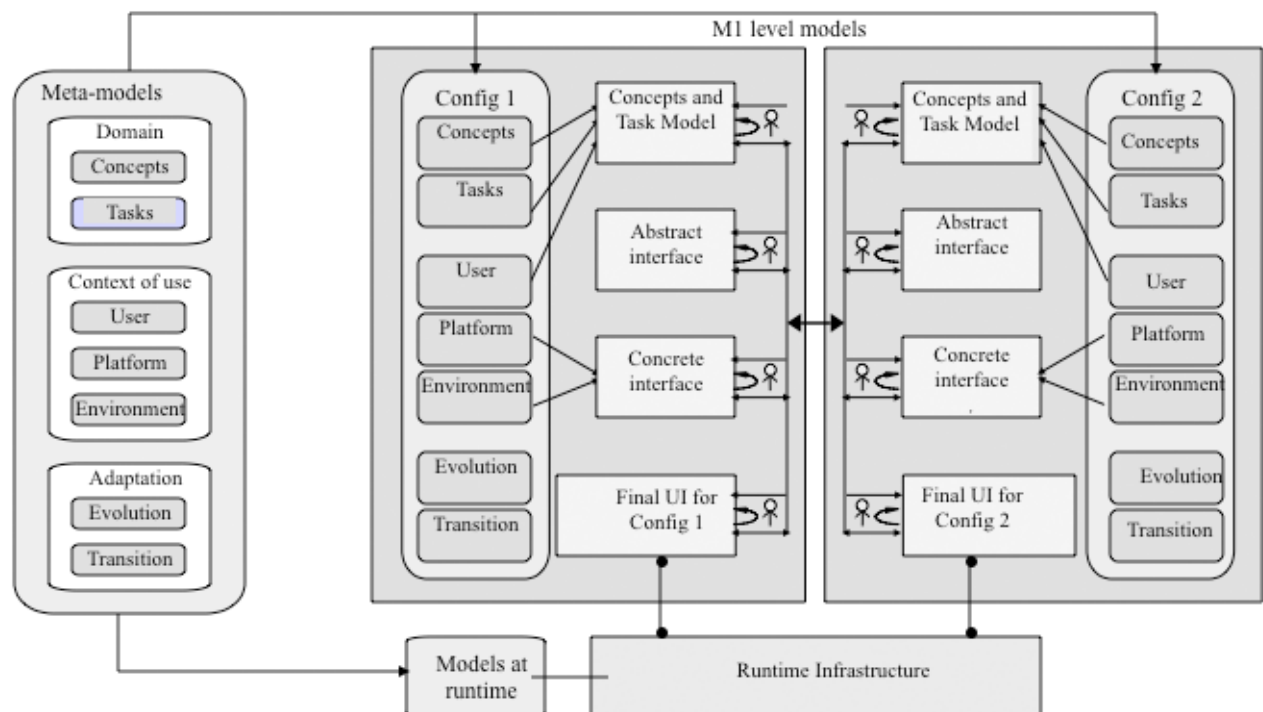 M1 level models
Meta-models
Domain
Concepts
Tasks
Context of use
User
Platform
Environment
Adaptation
Evolution
Transition
Config 1
Concepts
Tasks
User
Platform
Environment
Evolution
Transition
Concepts and
Task Model
Abstract
interface
Concrete
interface
Final UI for
Config 1
Concepts and
Task Model
Abstract
interface
Concrete
interface
Final UI for
Config 2
Config 2
Concepts
Tasks
User
Platform
Environment
Evolution
Transition
Models at
runtime
Runtime Infrastructure